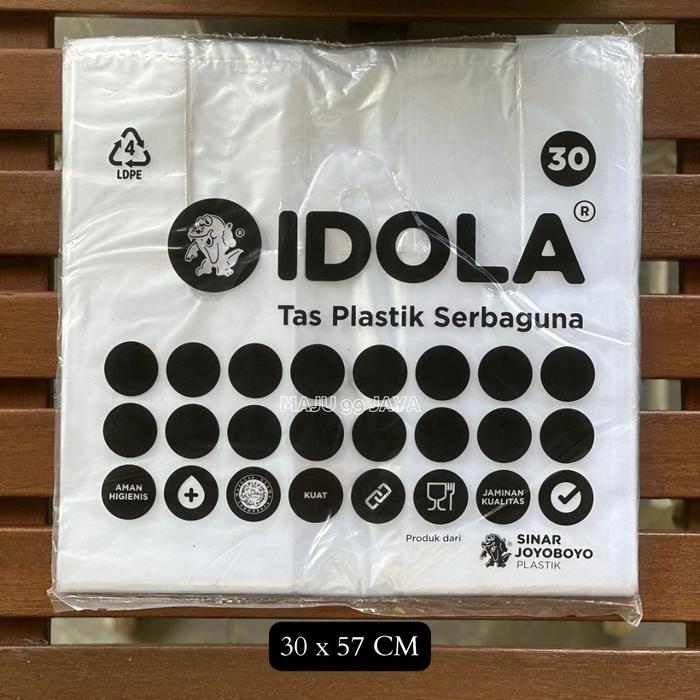 4
LDPE
30
IDOLA®
Tas Plastik Serbaguna
MAJU 99 JAYA
AMAN
HIGIENIS
KUAT
JAMINAN
KUALITAS
Produk dari
SINAR
JOYOBOYO
PLASTIK
30 x 57 CM